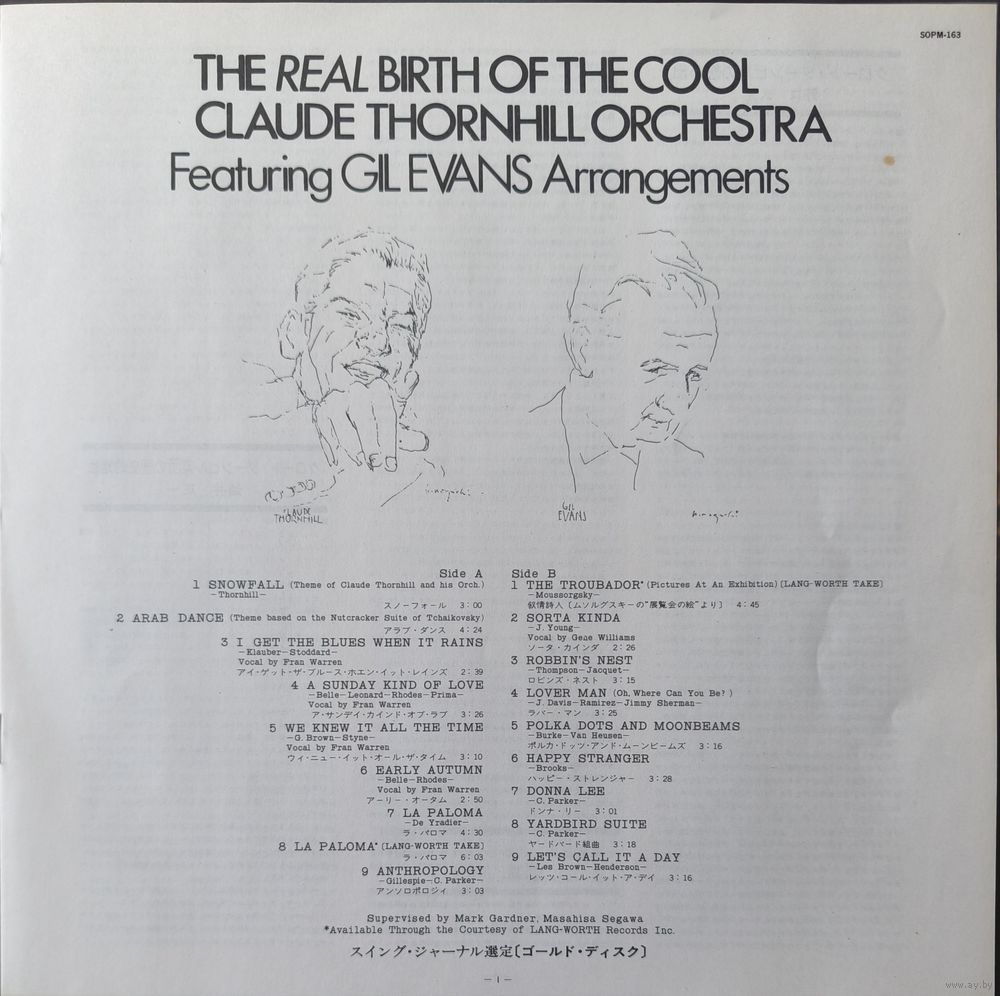 SOPM-163
THE REAL BIRTH OF THE COOL
CLAUDE THORNHILL ORCHESTRA
Featuring GIL EVANS Arrangements
CLAUDE
THORNHILL
GIL
EVANS
Side A
1 SNOWFALL (Theme of Claude Thornhill and his Orch.)
—Thornhill—
スノーフォール 3:00
2 ARAB DANCE (Theme based on the Nutcracker Suite of Tchaikovsky)
アラブ・ダンス 4:24
3 I GET THE BLUES WHEN IT RAINS
—Klauber—Stoddard—
Vocal by Fran Warren
アイ・ゲット・ザ・ブルース・ホエン・イット・レインズ 2:39
4 A SUNDAY KIND OF LOVE
—Belle—Leonard—Rhodes—Prima—
Vocal by Fran Warren
ア・サンデイ・カインド・オブ・ラブ 3:26
5 WE KNEW IT ALL THE TIME
—G. Brown—Styne—
Vocal by Fran Warren
ウィ・ニュー・イット・オール・ザ・タイム 3:10
6 EARLY AUTUMN
—Belle—Rhodes—
Vocal by Fran Warren
アーリー・オータム 2:50
7 LA PALOMA
—De Yradier—
ラ・パロマ 4:30
8 LA PALOMA* [LANG-WORTH TAKE]
ラ・パロマ 6:03
9 ANTHROPOLOGY
—Gillespie—C. Parker—
アンソロポロジィ 3:03
Side B
1 THE TROUBADOR* (Pictures At An Exhibition) [LANG-WORTH TAKE]
—Moussorgsky—
叙情詩人〔ムソルグスキーの"展覧会の絵"より〕 4:45
2 SORTA KINDA
—J. Young—
Vocal by Gene Williams
ソータ・カインダ 2:26
3 ROBBIN'S NEST
—Thompson—Jacquet—
ロビンズ・ネスト 3:15
4 LOVER MAN (Oh, Where Can You Be?)
—J. Davis—Ramirez—Jimmy Sherman—
ラバー・マン 3:25
5 POLKA DOTS AND MOONBEAMS
—Burke—Van Heusen—
ポルカ・ドッツ・アンド・ムーンビームズ 3:16
6 HAPPY STRANGER
—Brooks—
ハッピー・ストレンジャー 3:28
7 DONNA LEE
—C. Parker—
ドンナ・リー 3:01
8 YARDBIRD SUITE
—C. Parker—
ヤードバード組曲 3:18
9 LET'S CALL IT A DAY
—Les Brown—Henderson—
レッツ・コール・イット・ア・デイ 3:16
Supervised by Mark Gardner, Masahisa Segawa
*Available Through the Courtesy of LANG-WORTH Records Inc.
スイング・ジャーナル選定〔ゴールド・ディスク〕
—1—
www.ay.by